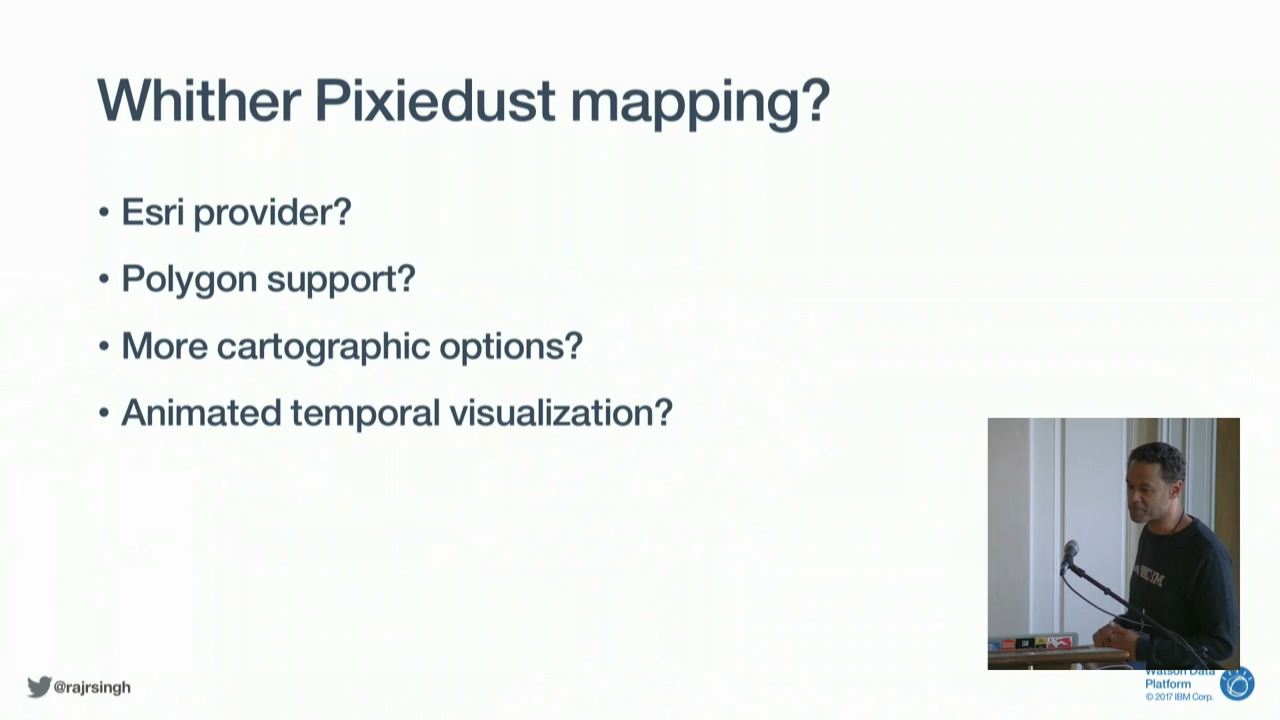 Whither Pixiedust mapping?
• Esri provider?
• Polygon support?
• More cartographic options?
• Animated temporal visualization?
@rajrsingh
Watson Data
Platform
© 2017 IBM Corp.